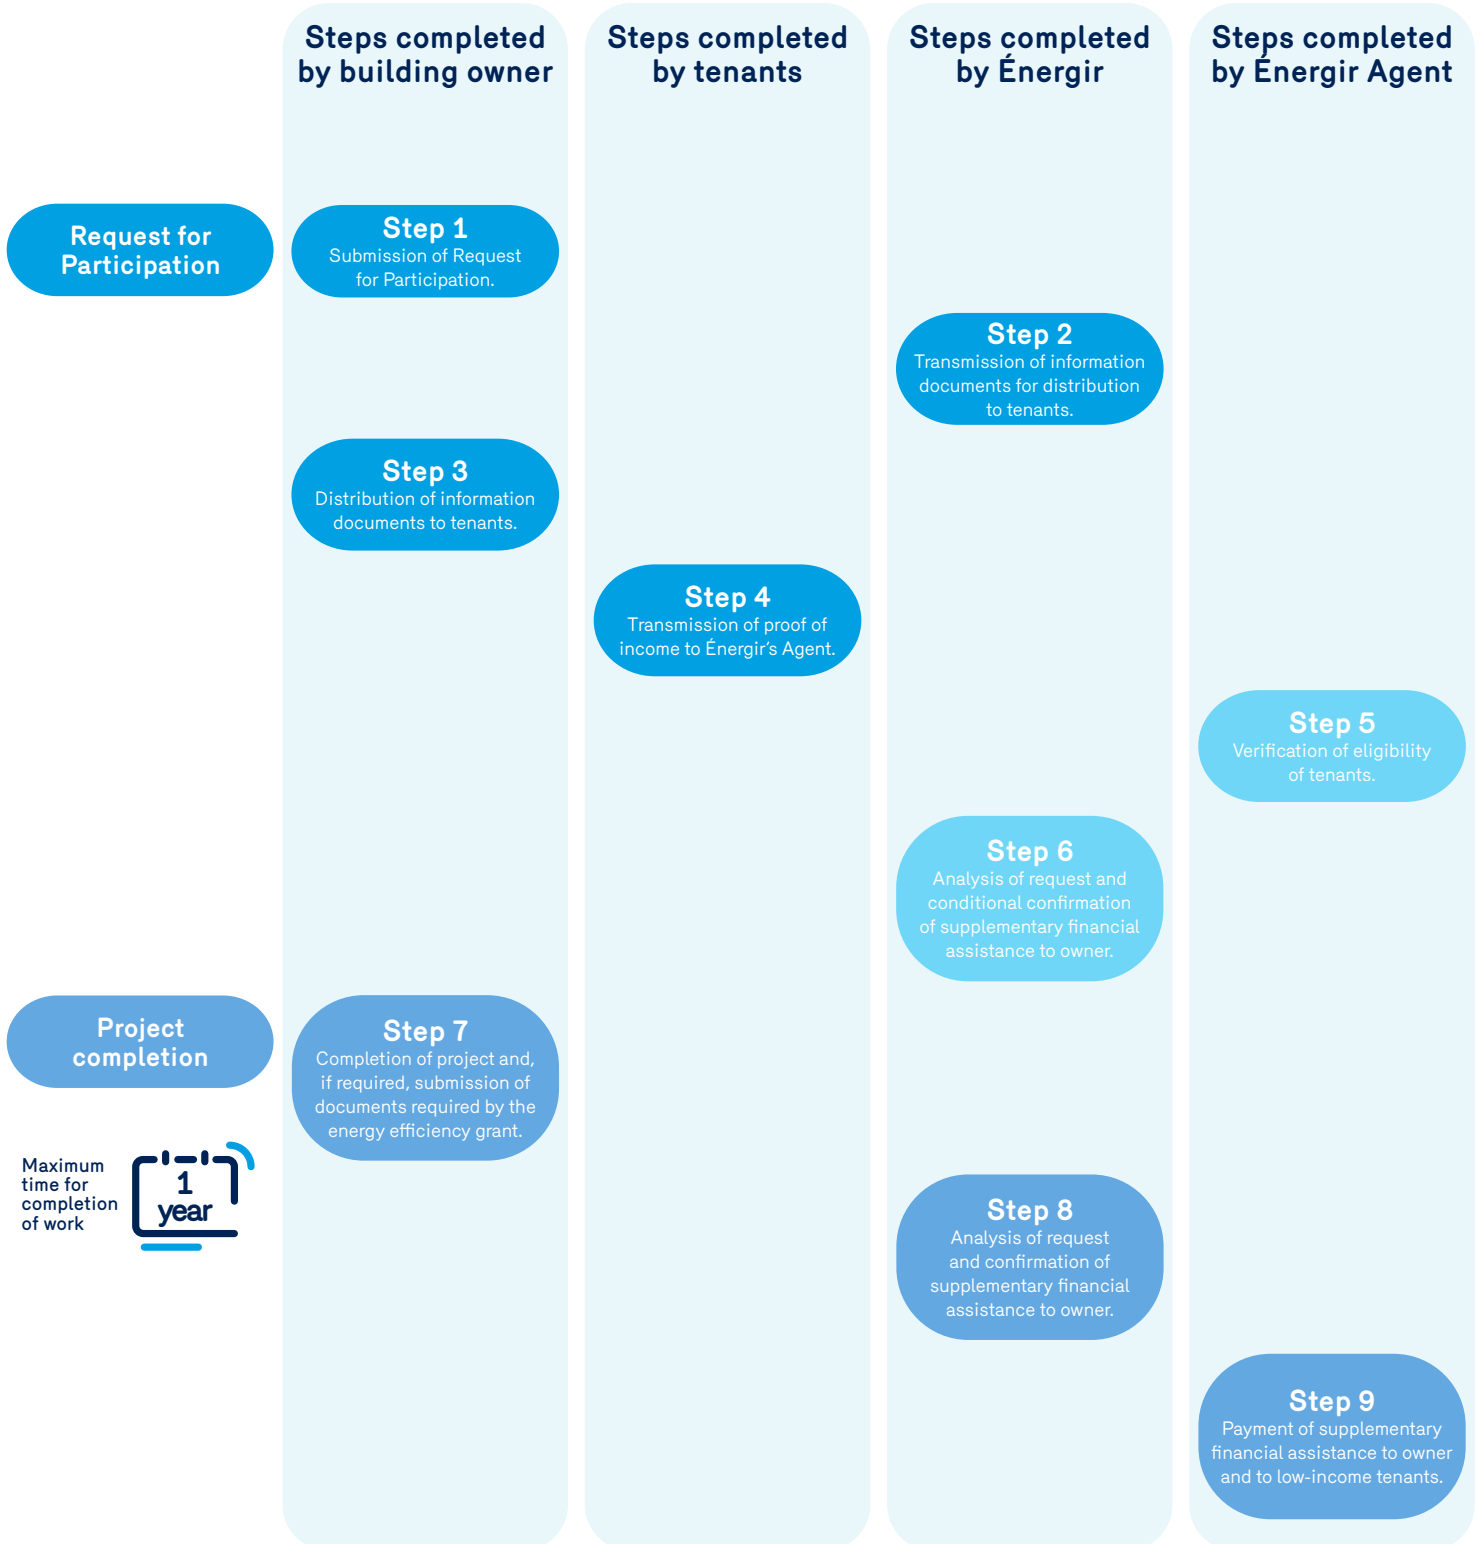 Steps completed
by building owner
Steps completed
by tenants
Steps completed
by Énergir
Steps completed
by Énergir Agent
Request for
Participation
Step 1
Submission of Request
for Participation.
Step 2
Transmission of information
documents for distribution
to tenants.
Step 3
Distribution of information
documents to tenants.
Step 4
Transmission of proof of
income to Énergir’s Agent.
Step 5
Verification of eligibility
of tenants.
Step 6
Analysis of request and
conditional confirmation
of supplementary financial
assistance to owner.
Project
completion
Step 7
Completion of project and,
if required, submission of
documents required by the
energy efficiency grant.
Maximum
time for
completion
of work
1
year
Step 8
Analysis of request
and confirmation of
supplementary financial
assistance to owner.
Step 9
Payment of supplementary
financial assistance to owner
and to low-income tenants.